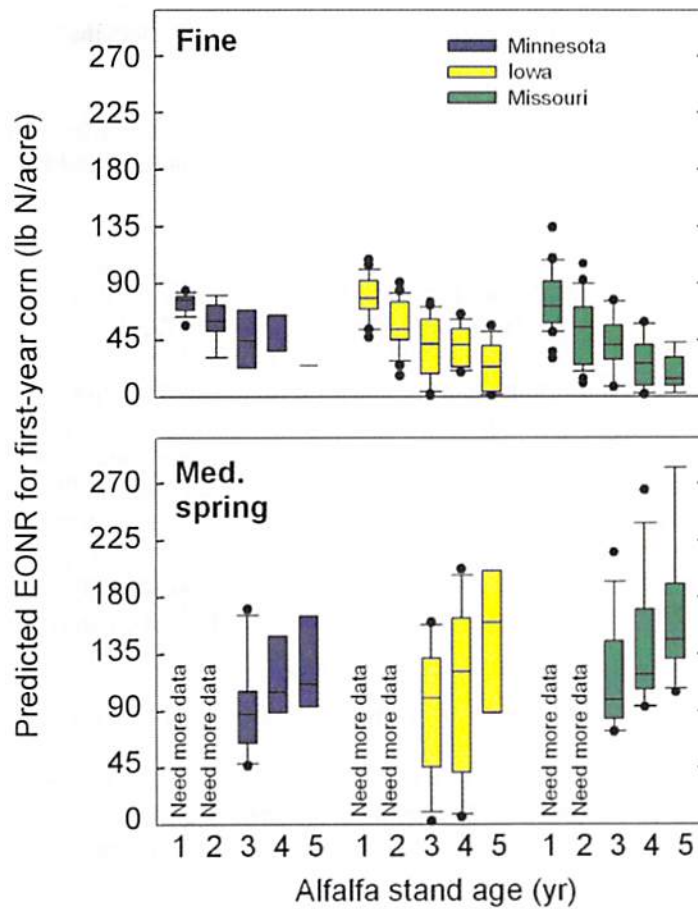 Predicted EONR for first-year corn (lb N/acre)
Fine
Minnesota
Iowa
Missouri
270
225
180
135
90
45
0
Med.
spring
270
225
180
135
90
45
0
Need more data
Need more data
Need more data
Need more data
Need more data
Need more data
1 2 3 4 5 1 2 3 4 5 1 2 3 4 5
Alfalfa stand age (yr)